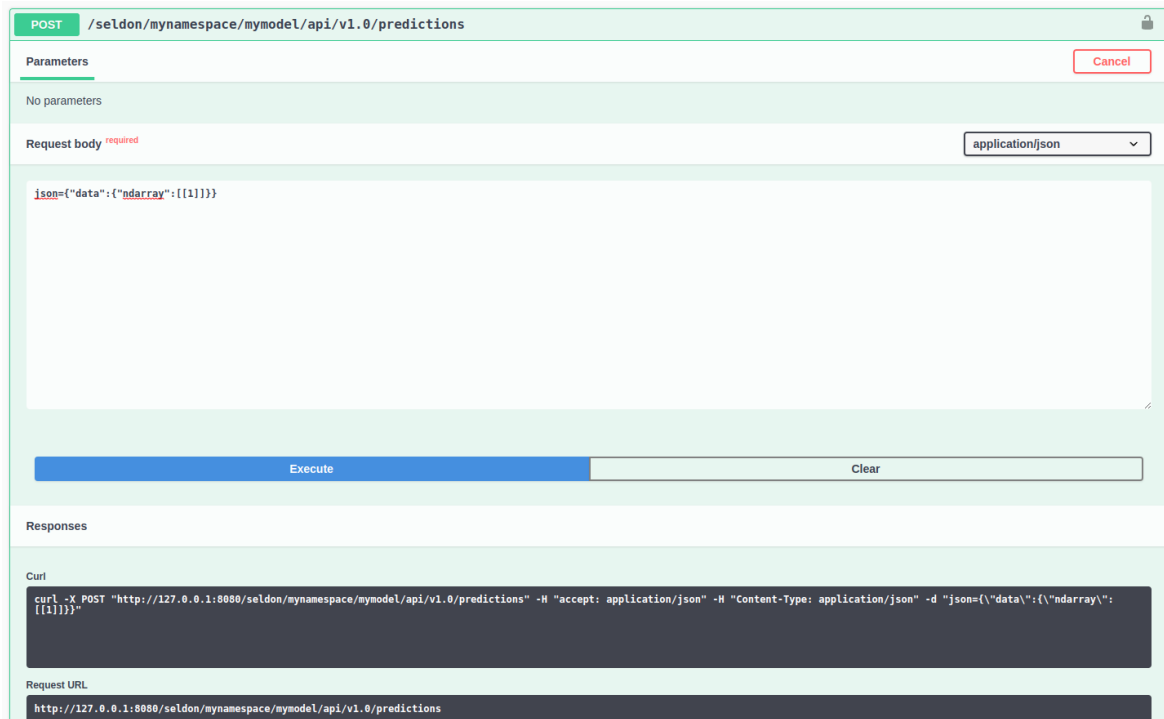 POST /seldon/mynamespace/mymodel/api/v1.0/predictions
Parameters Cancel
No parameters
Request body required application/json
json={"data":{"ndarray":[[1]]}}
Execute Clear
Responses
Curl
curl -X POST "http://127.0.0.1:8080/seldon/mynamespace/mymodel/api/v1.0/predictions" -H "accept: application/json" -H "Content-Type: application/json" -d "json={\"data\":{\"ndarray\":
[[1]]}}"
Request URL
http://127.0.0.1:8080/seldon/mynamespace/mymodel/api/v1.0/predictions